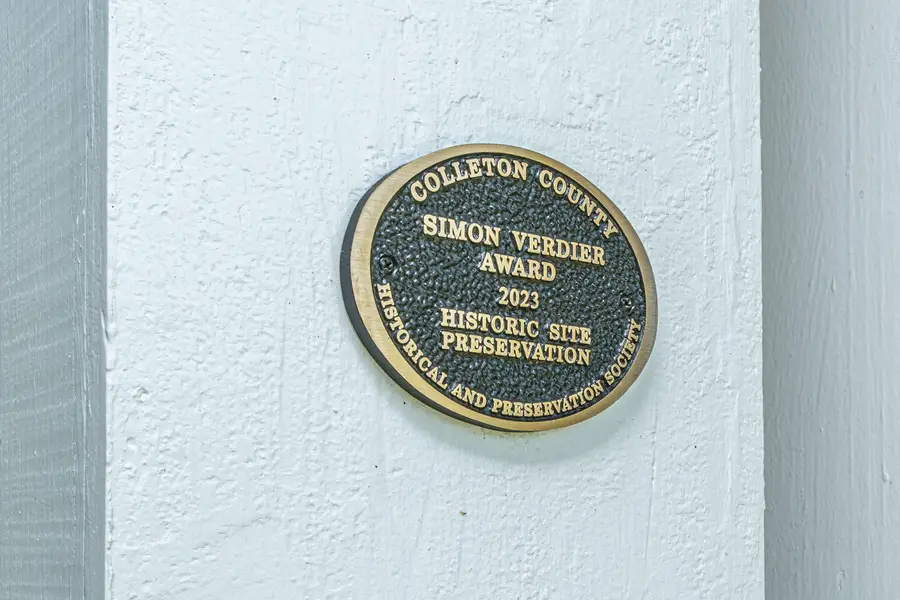 COLLETON COUNTY
SIMON VERDIER
AWARD
2023
HISTORIC SITE
PRESERVATION
HISTORICAL AND PRESERVATION SOCIETY